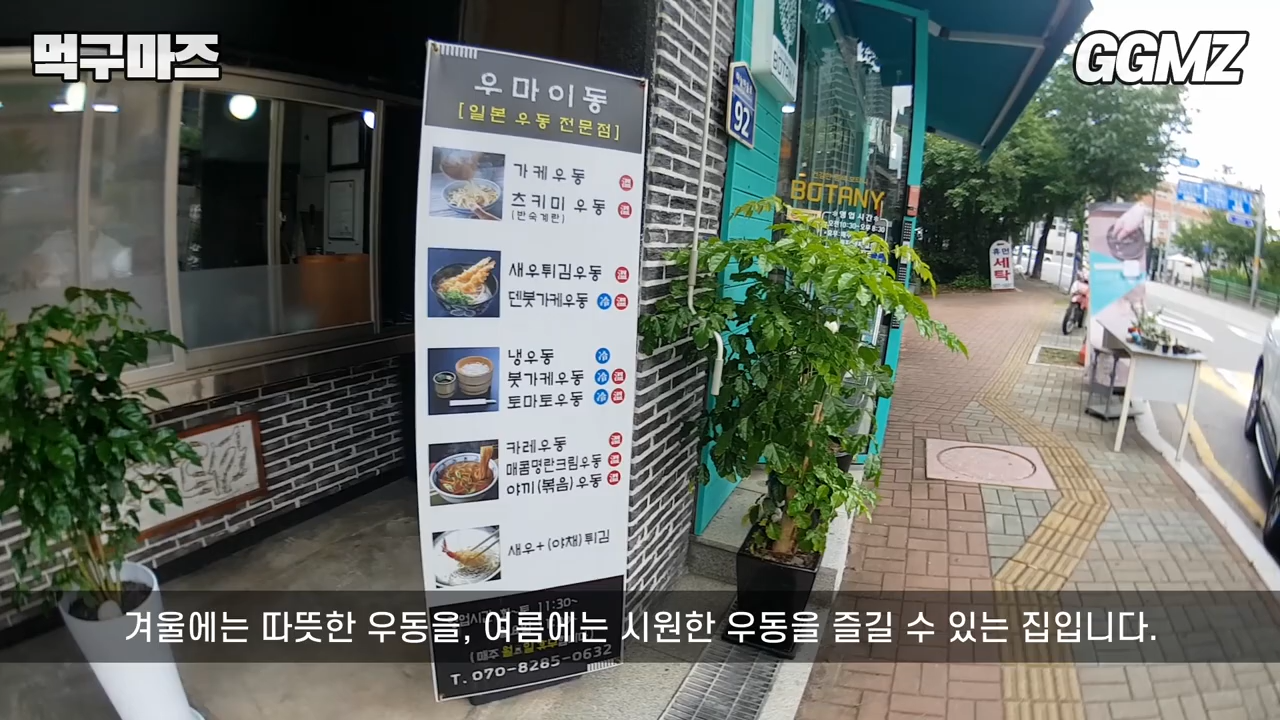 먹구마즈
GGMZ
우마이동
[일본 우동 전문점]
가케우동
츠키미 우동
(반숙계란)
새우튀김우동
덴붓가케우동
냉우동
붓가케우동
토마토우동
카레우동
매콤명란크림우동
야끼(볶음)우동
새우+(야채)튀김
11:30~
T. 070-8285-0632
92
BOTANY
BOTANY
휴먼
세탁
겨울에는 따뜻한 우동을, 여름에는 시원한 우동을 즐길 수 있는 집입니다.